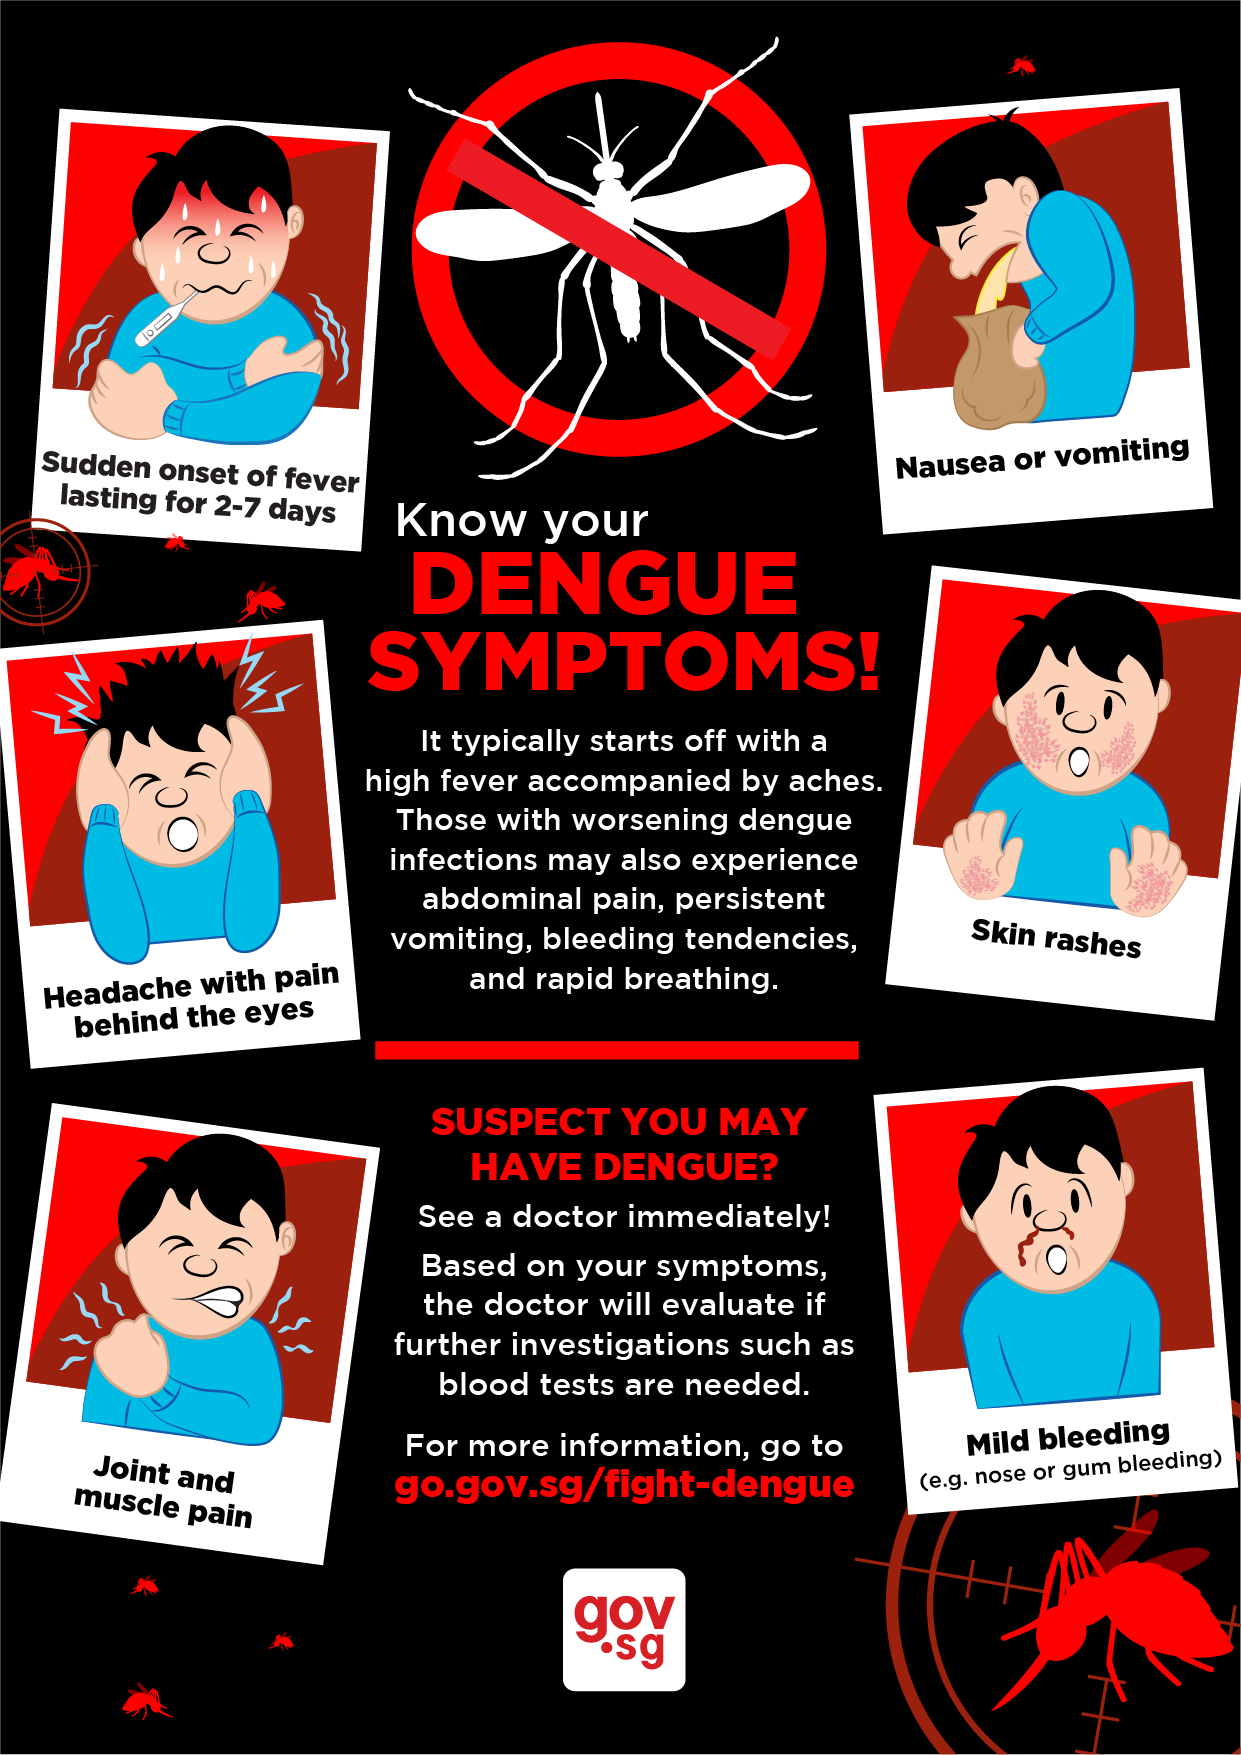 Sudden onset of fever
lasting for 2-7 days
Nausea or vomiting
Know your
DENGUE
SYMPTOMS!
It typically starts off with a
high fever accompanied by aches.
Those with worsening dengue
infections may also experience
abdominal pain, persistent
vomiting, bleeding tendencies,
and rapid breathing.
Headache with pain
behind the eyes
Skin rashes
SUSPECT YOU MAY
HAVE DENGUE?
See a doctor immediately!
Based on your symptoms,
the doctor will evaluate if
further investigations such as
blood tests are needed.
For more information, go to
go.gov.sg/fight-dengue
Joint and
muscle pain
Mild bleeding
(e.g. nose or gum bleeding)
gov
.sg